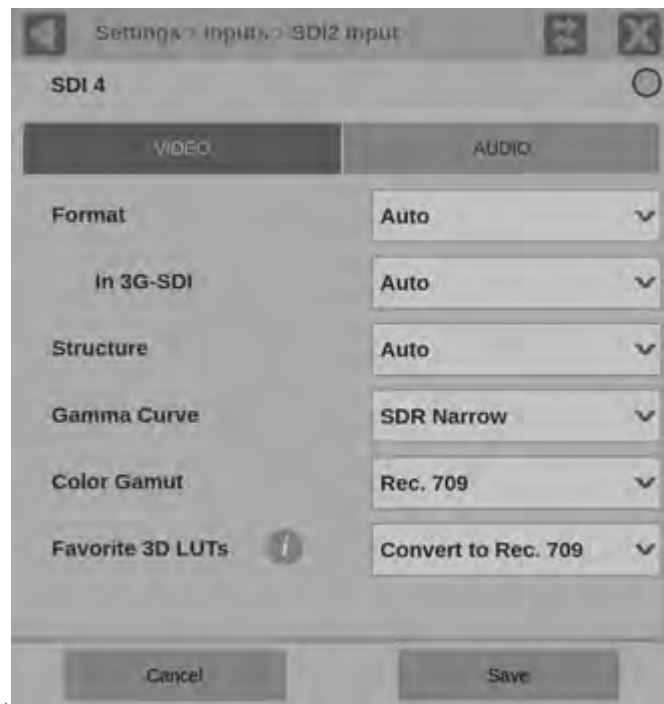 Settings > Inputs > SDI2 Input
SDI 4
VIDEO AUDIO
Format Auto
In 3G-SDI Auto
Structure Auto
Gamma Curve SDR Narrow
Color Gamut Rec. 709
Favorite 3D LUTs i Convert to Rec. 709
Cancel Save